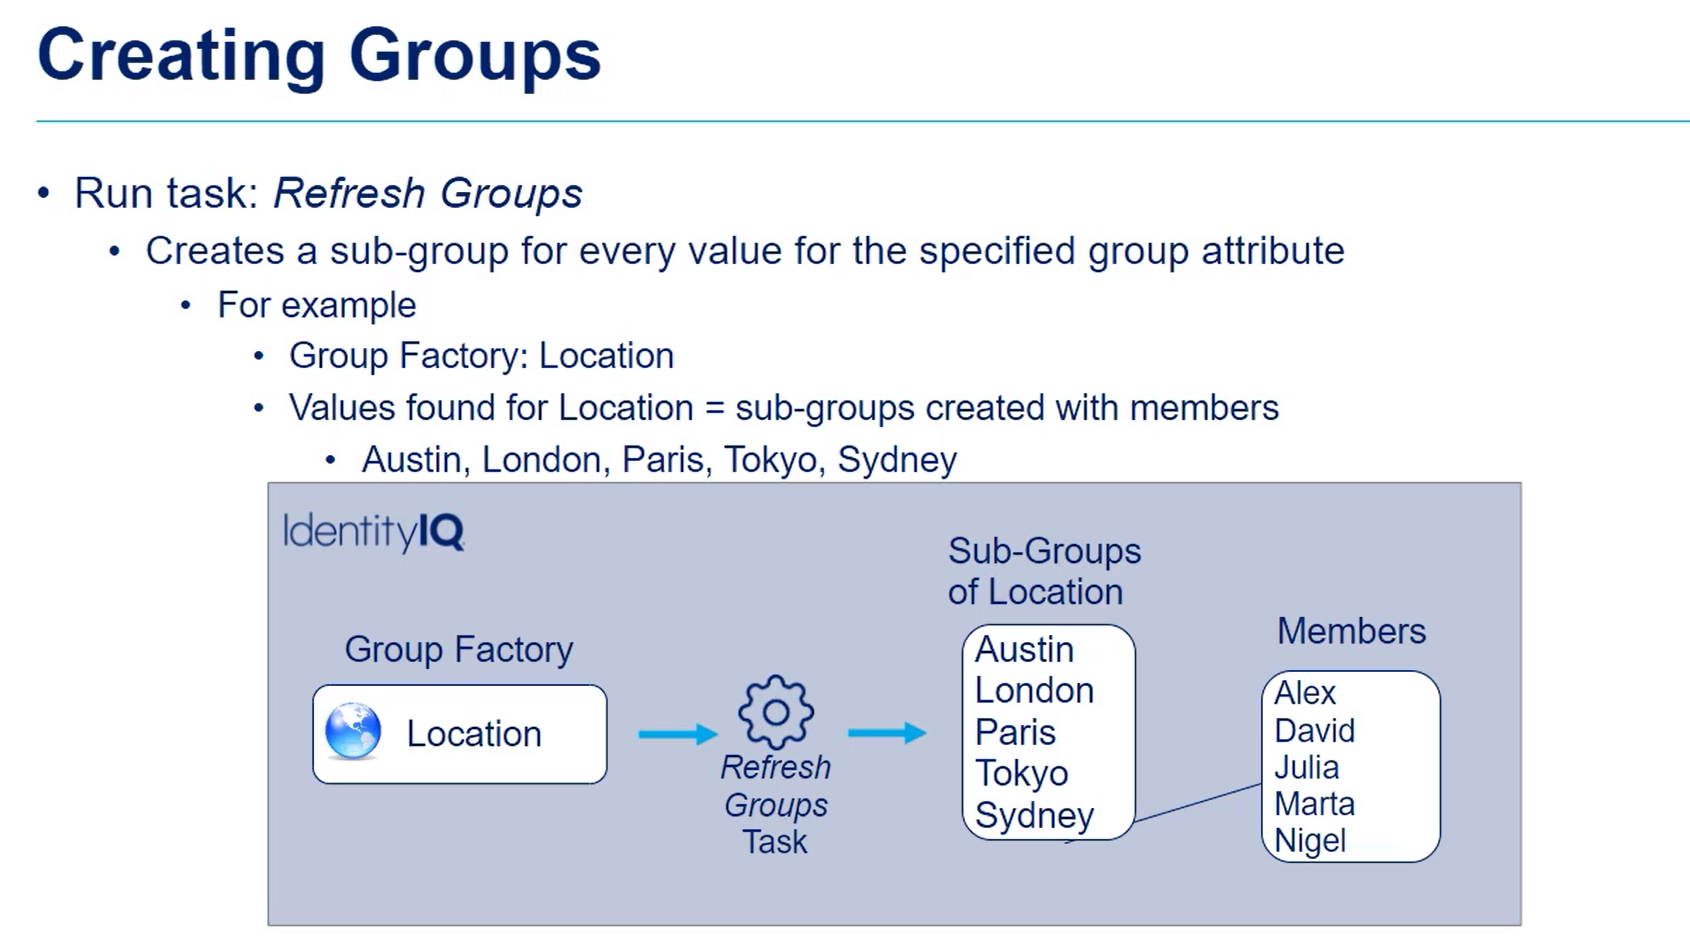 Creating Groups
• Run task: Refresh Groups
• Creates a sub-group for every value for the specified group attribute
• For example
• Group Factory: Location
• Values found for Location = sub-groups created with members
• Austin, London, Paris, Tokyo, Sydney
IdentityIQ
Group Factory
Location
Refresh
Groups
Task
Sub-Groups
of Location
Austin
London
Paris
Tokyo
Sydney
Members
Alex
David
Julia
Marta
Nigel